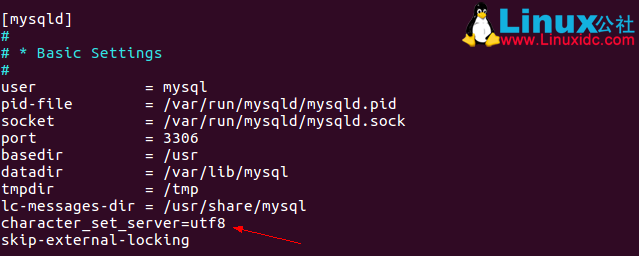 [mysqld]
Linux公社
www.Linuxidc.com
#
# * Basic Settings
#
user            = mysql
pid-file        = /var/run/mysqld/mysqld.pid
socket          = /var/run/mysqld/mysqld.sock
port            = 3306
basedir         = /usr
datadir         = /var/lib/mysql
tmpdir          = /tmp
lc-messages-dir = /usr/share/mysql
character_set_server=utf8
skip-external-locking